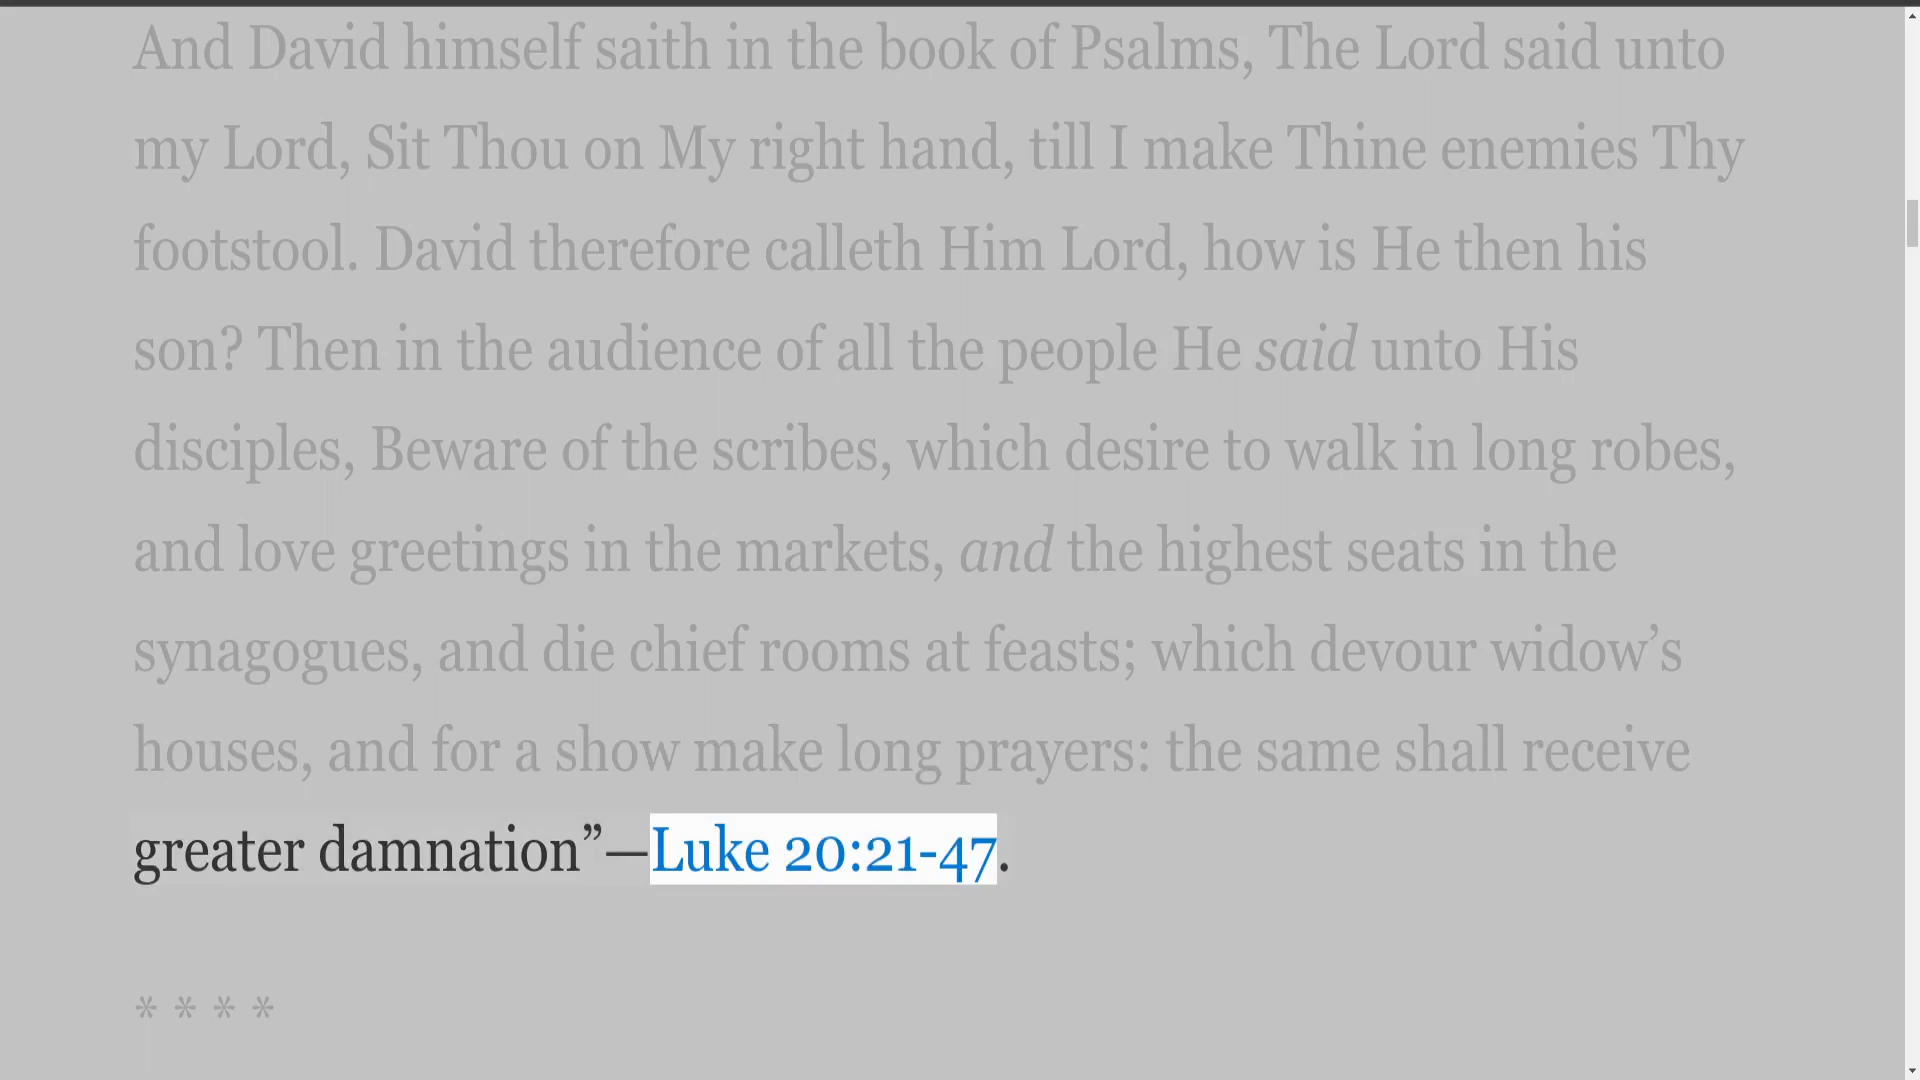 And David himself saith in the book of Psalms, The Lord said unto
my Lord, Sit Thou on My right hand, till I make Thine enemies Thy
footstool. David therefore calleth Him Lord, how is He then his
son? Then in the audience of all the people He said unto His
disciples, Beware of the scribes, which desire to walk in long robes,
and love greetings in the markets, and the highest seats in the
synagogues, and die chief rooms at feasts; which devour widow’s
houses, and for a show make long prayers: the same shall receive
greater damnation”—Luke 20:21-47.
* * * *